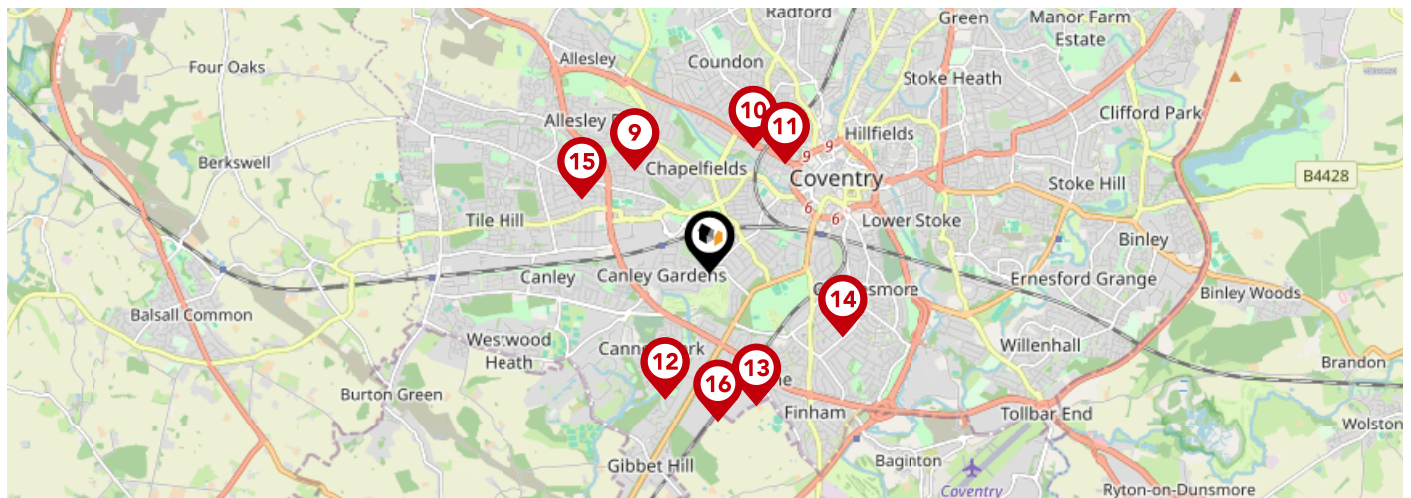 Radford
Green
Manor Farm
Estate
Allesley
Coundon
Four Oaks
Stoke Heath
10
Clifford Park
Allesley
9
11
Hillfields
9
9
Berkswell
15
Chapelfields
Coventry
B4428
Stoke Hill
Tile Hill
6
6
Lower Stoke
Binley
Canley
Canley Gardens
Ernesford Grange
14
Binley Woods
Balsall Common
Westwood
Heath
12
13
16
Willenhall
Brandon
Burton Green
Finham
Tollbar End
Wolston
Gibbet Hill
Baginton
Coventry
Ryton-on-Dunsmore